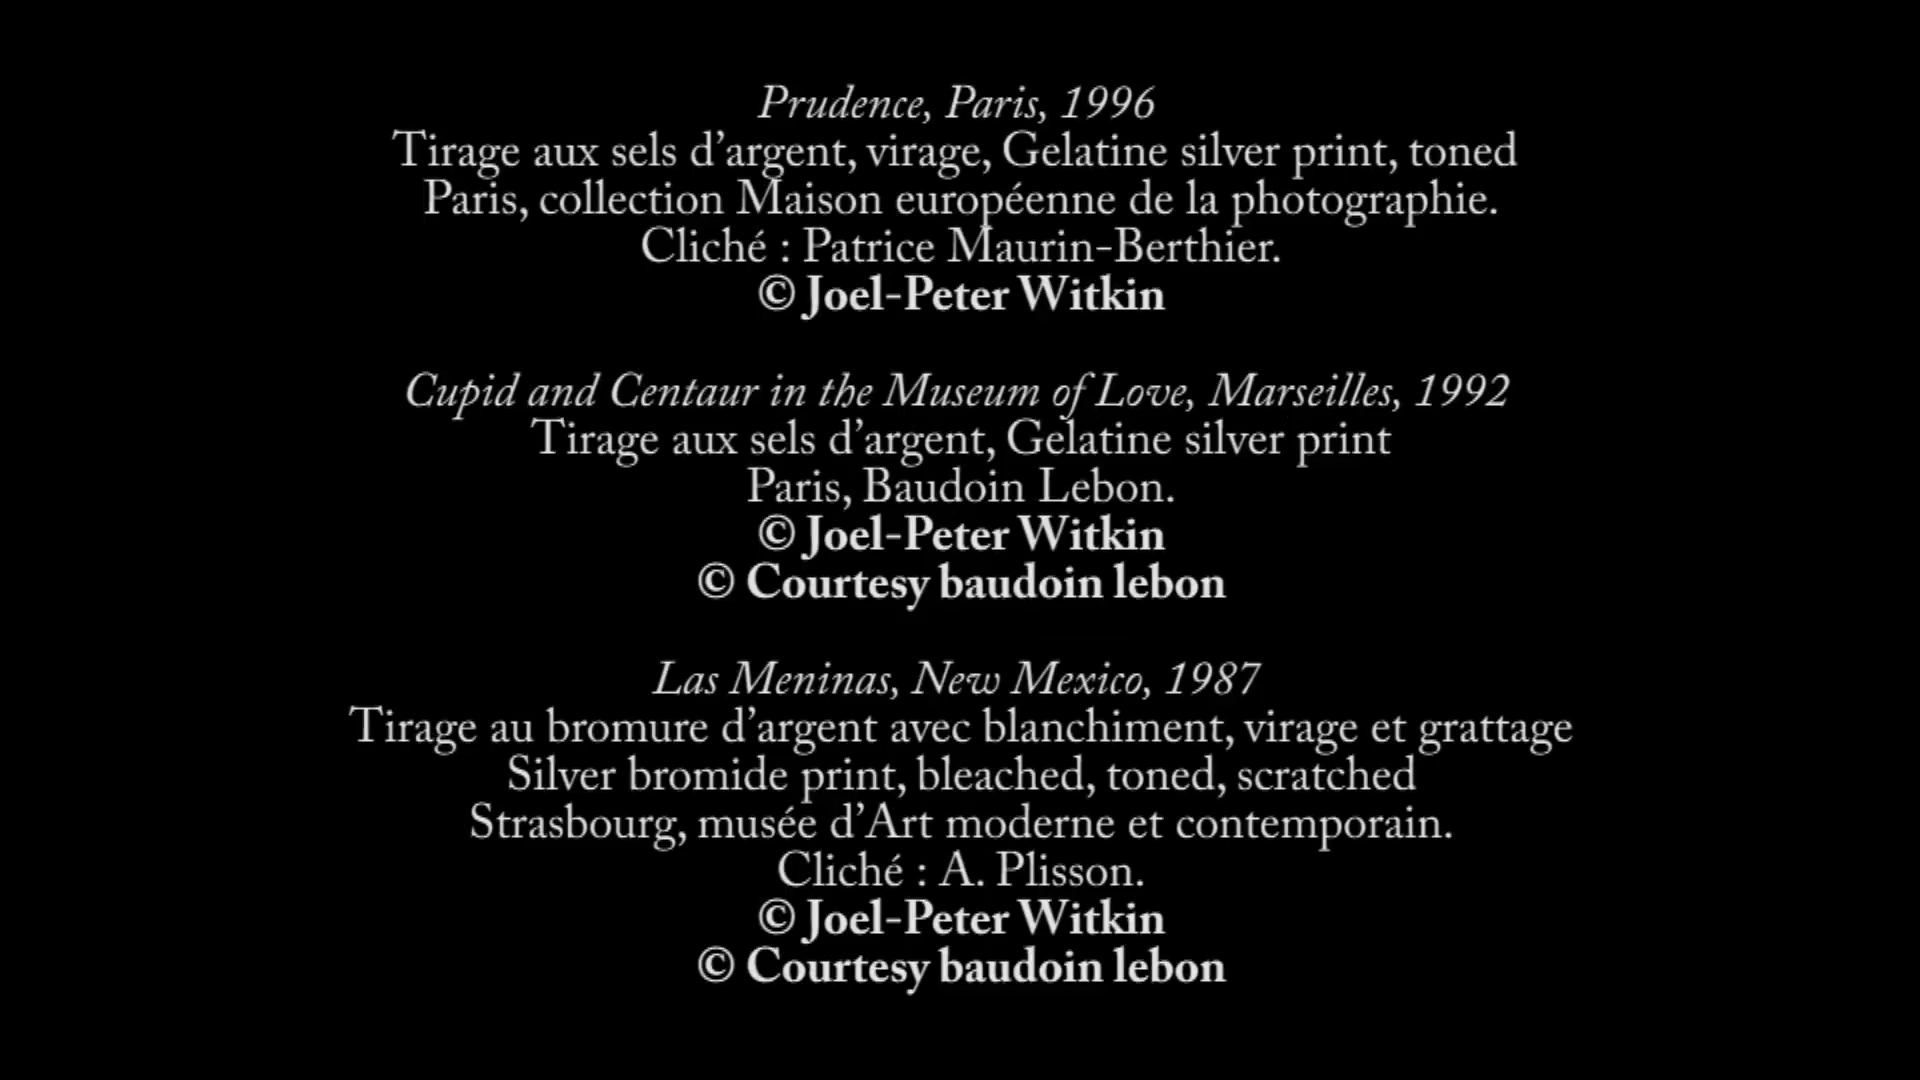 Prudence, Paris, 1996
Tirage aux sels d’argent, virage, Gelatine silver print, toned
Paris, collection Maison européenne de la photographie.
Cliché : Patrice Maurin-Berthier.
© Joel-Peter Witkin
Cupid and Centaur in the Museum of Love, Marseilles, 1992
Tirage aux sels d’argent, Gelatine silver print
Paris, Baudoin Lebon.
© Joel-Peter Witkin
© Courtesy baudoin lebon
Las Meninas, New Mexico, 1987
Tirage au bromure d’argent avec blanchiment, virage et grattage
Silver bromide print, bleached, toned, scratched
Strasbourg, musée d’Art moderne et contemporain.
Cliché : A. Plisson.
© Joel-Peter Witkin
© Courtesy baudoin lebon